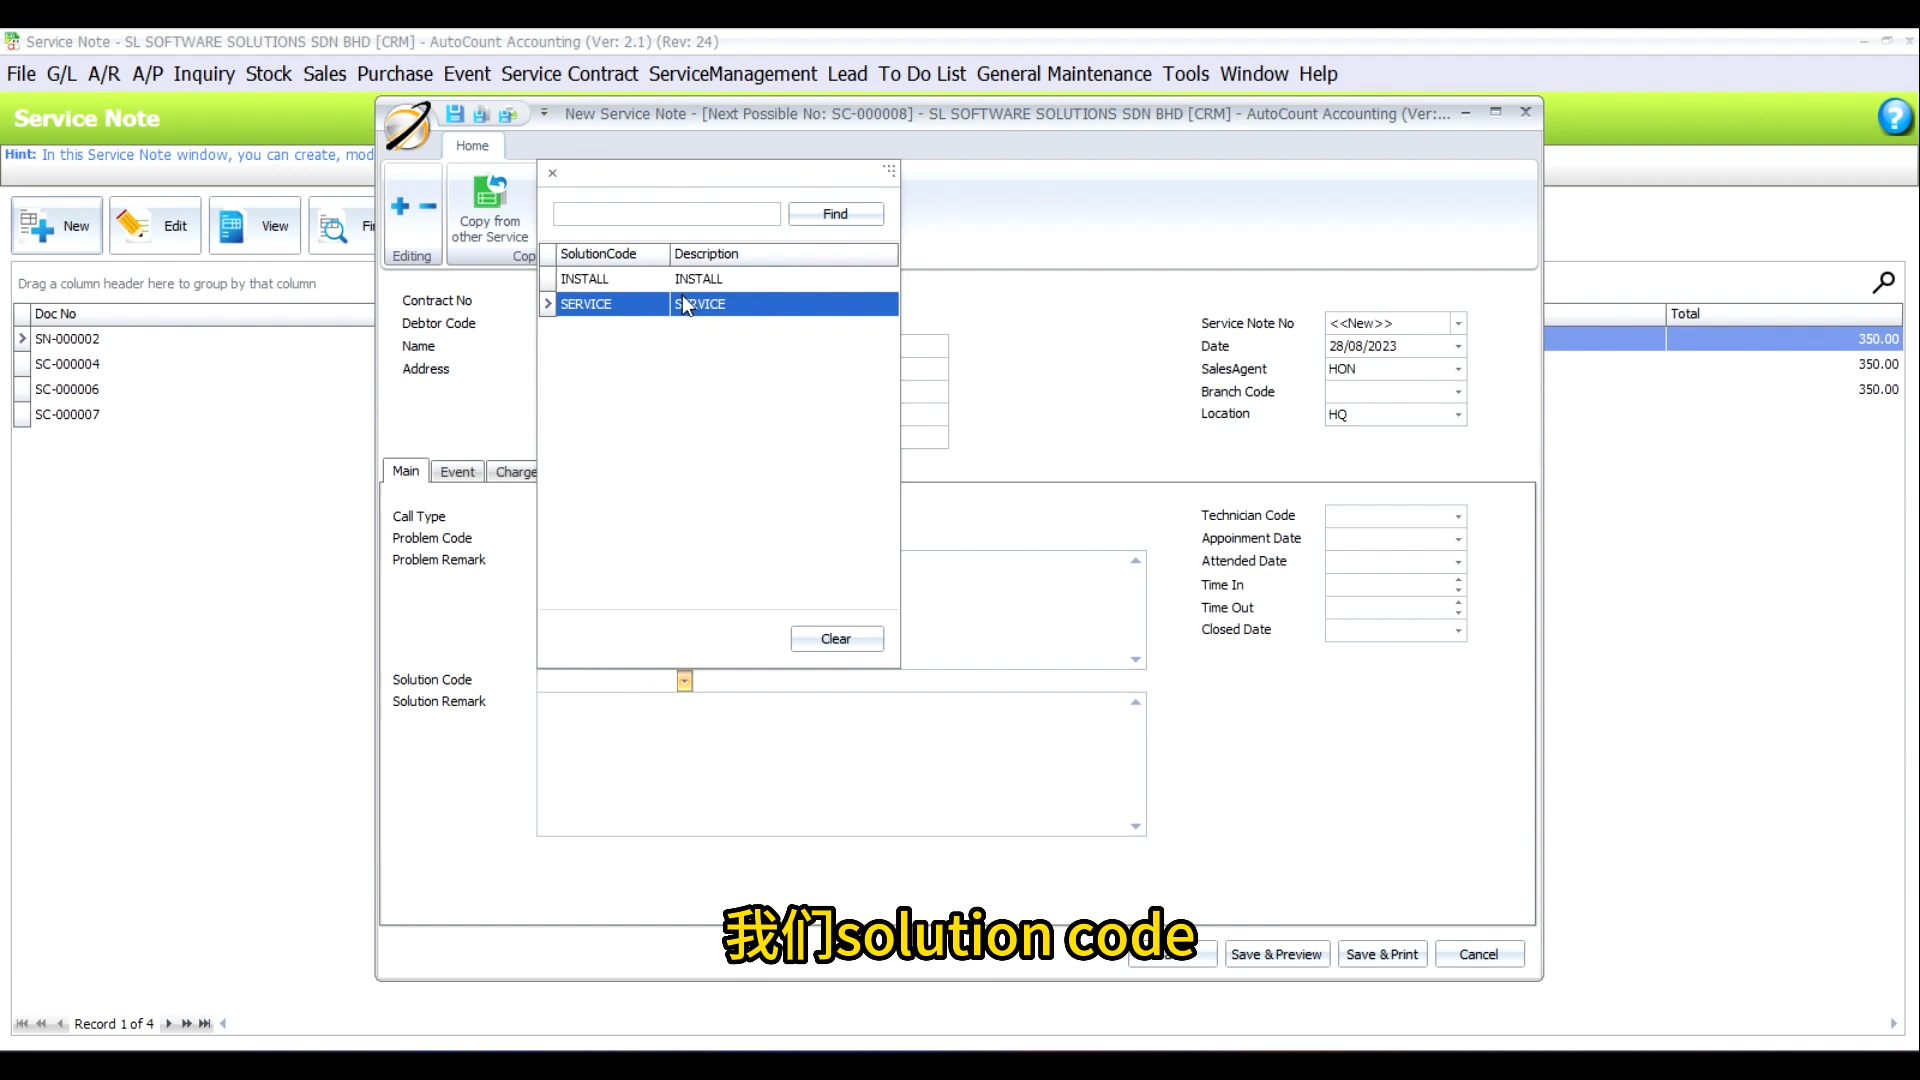 Service Note - SL SOFTWARE SOLUTIONS SDN BHD [CRM] - AutoCount Accounting (Ver: 2.1) (Rev: 24)
File G/L A/R A/P Inquiry Stock Sales Purchase Event Service Contract ServiceManagement Lead To Do List General Maintenance Tools Window Help
Service Note
Hint: In this Service Note window, you can create, mod
New
Edit
View
New Service Note - [Next Possible No: SC-000008] - SL SOFTWARE SOLUTIONS SDN BHD [CRM] - AutoCount Accounting (Ver:...
Home
Copy from
other Service
Editing
Cop
Find
SolutionCode Description
INSTALL INSTALL
SERVICE
Clear
Drag a column header here to group by that column
Doc No
SN-000002
SC-000004
SC-000006
SC-000007
Total
350.00
350.00
350.00
Contract No
Debtor Code
Name
Address
Service Note No <<New>>
Date 28/08/2023
SalesAgent HON
Branch Code
Location HQ
Main
Event
Charge
Call Type
Problem Code
Problem Remark
Solution Code
Solution Remark
Technician Code
Appoinment Date
Attended Date
Time In
Time Out
Closed Date
我们solution code
Save & Preview
Save & Print
Cancel
Record 1 of 4